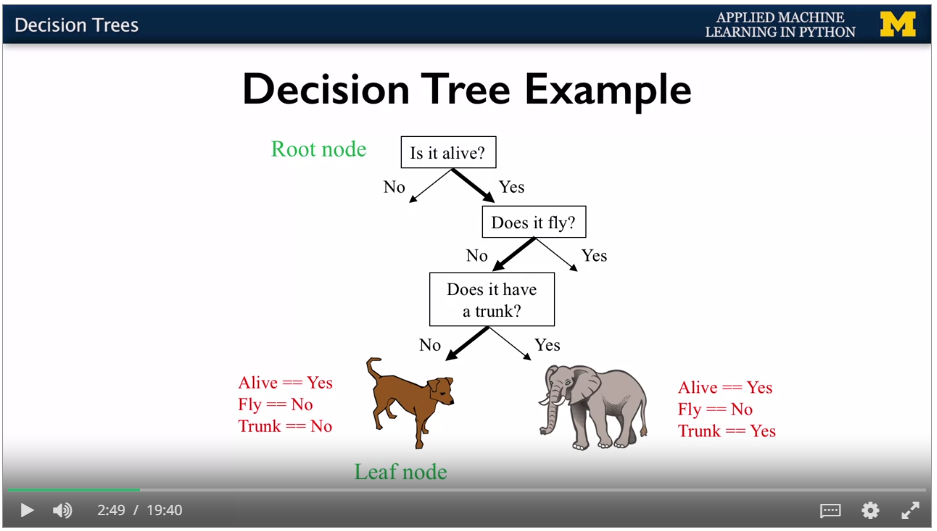 Decision Trees
APPLIED MACHINE
LEARNING IN PYTHON
M
Decision Tree Example
Root node
Is it alive?
No
Yes
Does it fly?
No
Yes
Does it have
a trunk?
No
Yes
Alive == Yes
Fly == No
Trunk == No
Alive == Yes
Fly == No
Trunk == Yes
Leaf node
2:49 / 19:40